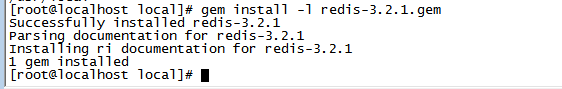 [root@localhost local]# gem install -l redis-3.2.1.gem
Successfully installed redis-3.2.1
Parsing documentation for redis-3.2.1
Installing ri documentation for redis-3.2.1
1 gem installed
[root@localhost local]#